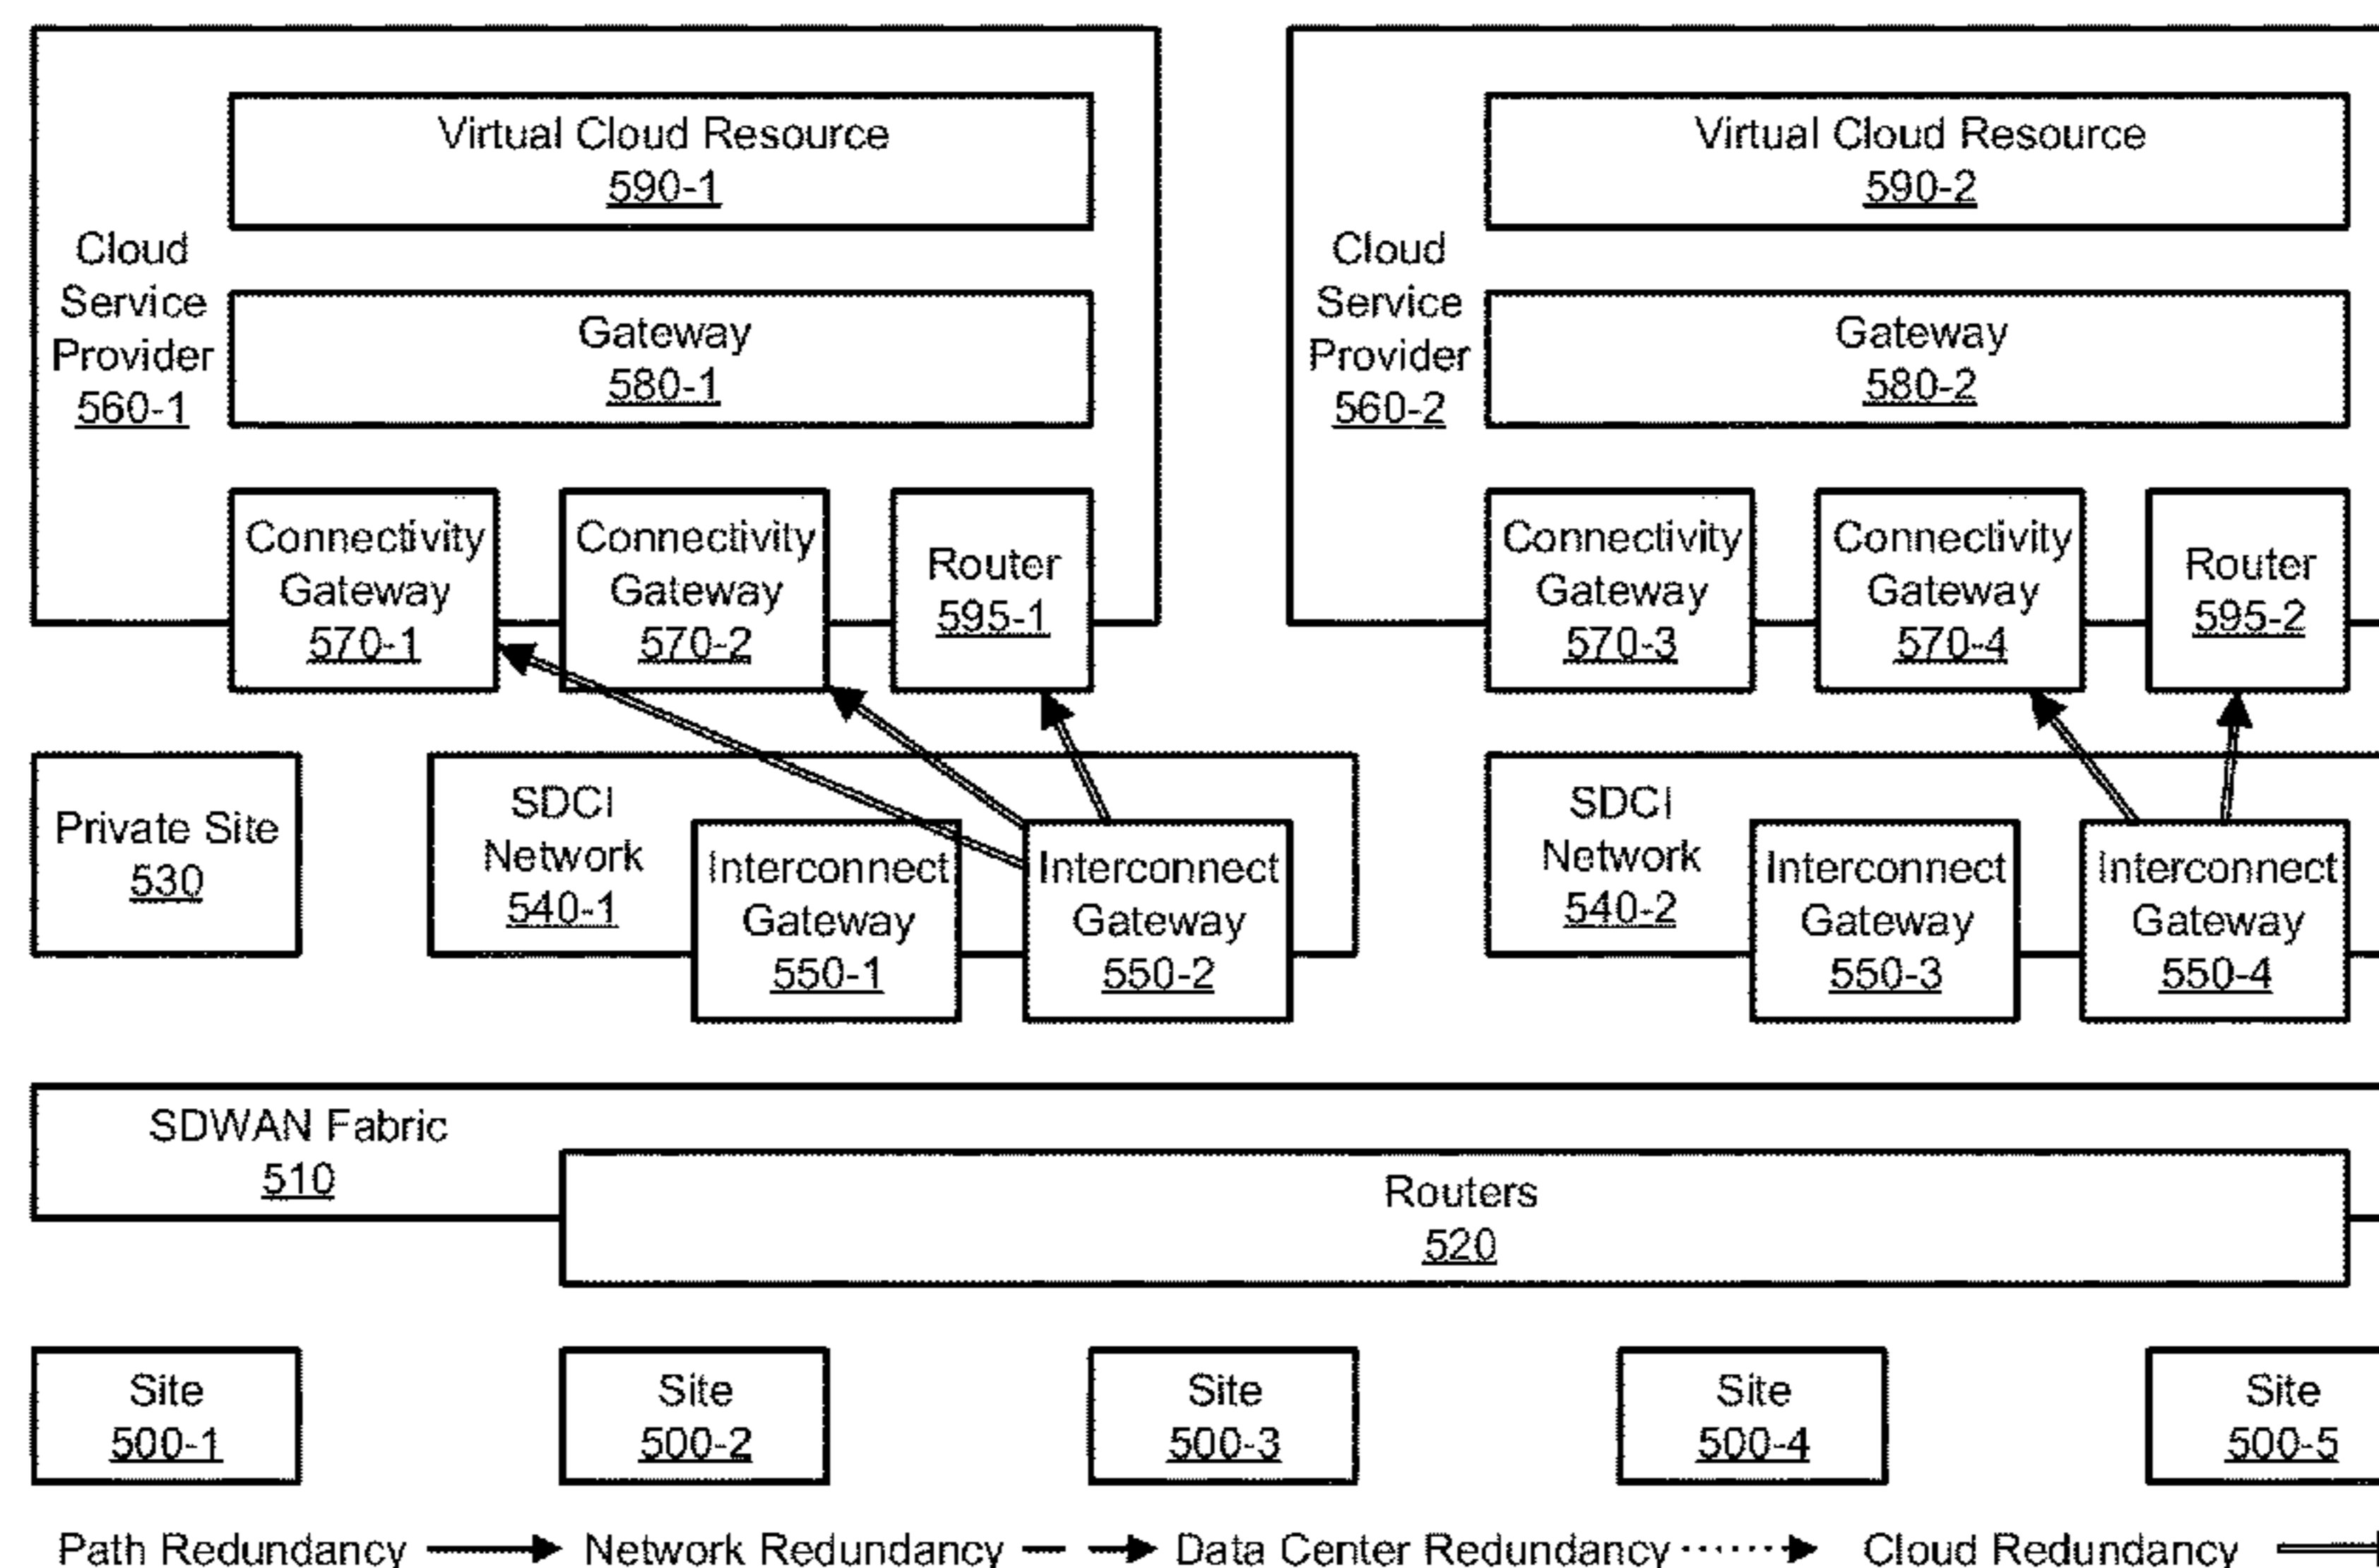 Virtual Cloud Resource
590-1
Cloud
Service
Provider
560-1
Gateway
580-1
Connectivity
Gateway
570-1
Connectivity
Gateway
570-2
Router
595-1
Virtual Cloud Resource
590-2
Cloud
Service
Provider
560-2
Gateway
580-2
Connectivity
Gateway
570-3
Connectivity
Gateway
570-4
Router
595-2
Private Site
530
SDCI
Network
540-1
Interconnect
Gateway
550-1
Interconnect
Gateway
550-2
SDCI
Network
540-2
Interconnect
Gateway
550-3
Interconnect
Gateway
550-4
SDWAN Fabric
510
Routers
520
Site
500-1
Site
500-2
Site
500-3
Site
500-4
Site
500-5
Path Redundancy Network Redundancy Data Center Redundancy Cloud Redundancy